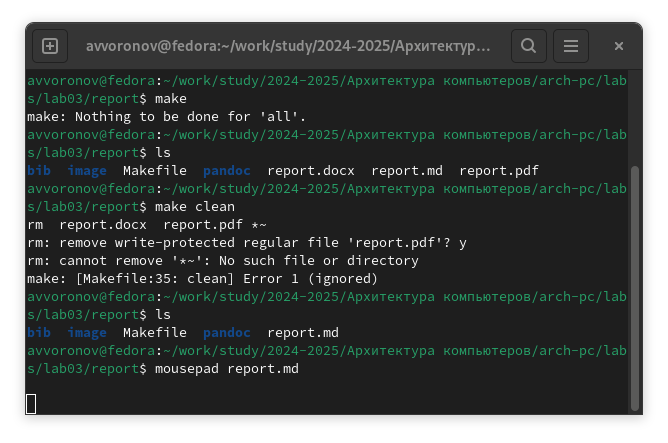 avvoronov@fedora:~/work/study/2024-2025/Архитектур...
avvoronov@fedora:~/work/study/2024-2025/Архитектура компьютеров/arch-pc/lab
s/lab03/report$ make
make: Nothing to be done for 'all'.
avvoronov@fedora:~/work/study/2024-2025/Архитектура компьютеров/arch-pc/lab
s/lab03/report$ ls
bib  image  Makefile  pandoc  report.docx  report.md  report.pdf
avvoronov@fedora:~/work/study/2024-2025/Архитектура компьютеров/arch-pc/lab
s/lab03/report$ make clean
rm  report.docx  report.pdf *~
rm: remove write-protected regular file 'report.pdf'? y
rm: cannot remove '*~': No such file or directory
make: [Makefile:35: clean] Error 1 (ignored)
avvoronov@fedora:~/work/study/2024-2025/Архитектура компьютеров/arch-pc/lab
s/lab03/report$ ls
bib  image  Makefile  pandoc  report.md
avvoronov@fedora:~/work/study/2024-2025/Архитектура компьютеров/arch-pc/lab
s/lab03/report$ mousepad report.md